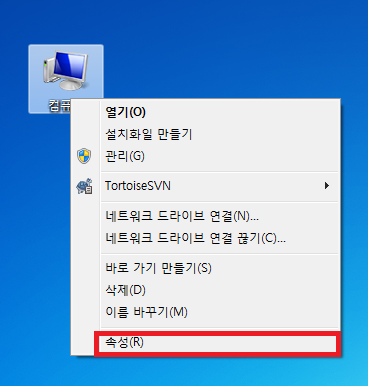 열기(O)
설치화일 만들기
관리(G)
TortoiseSVN
네트워크 드라이브 연결(N)...
네트워크 드라이브 연결 끊기(C)...
바로 가기 만들기(S)
삭제(D)
이름 바꾸기(M)
속성(R)